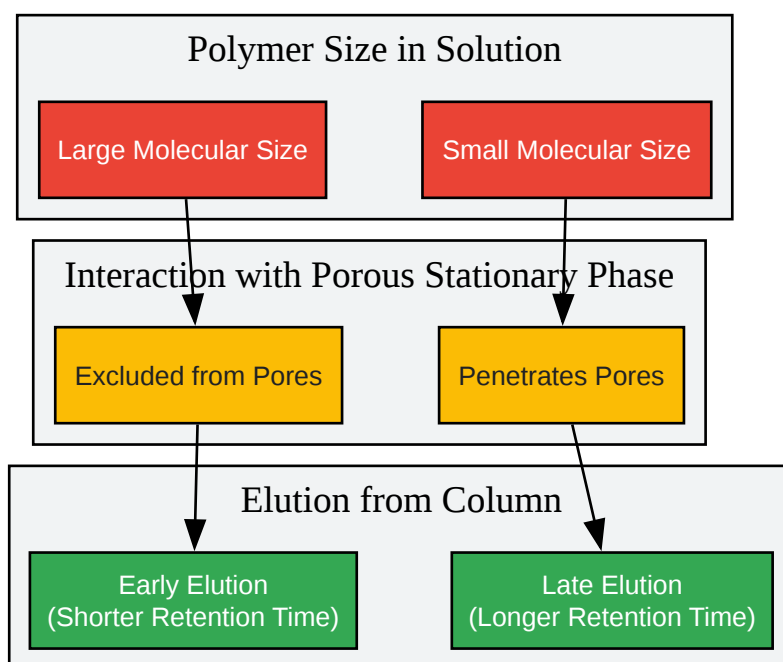 Polymer Size in Solution
Large Molecular Size
Small Molecular Size
Interaction with Porous Stationary Phase
Excluded from Pores
Penetrates Pores
Elution from Column
Early Elution
(Shorter Retention Time)
Late Elution
(Longer Retention Time)